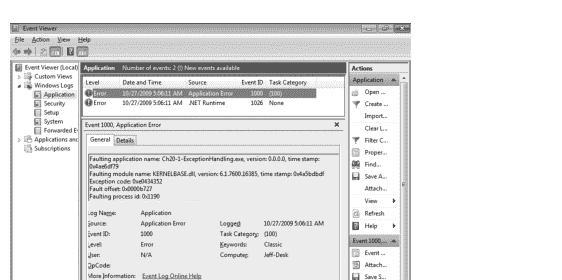 Event Viewer
File Action View Help
Event Viewer (Local)
Custom Views
Windows Logs
Application
Security
Setup
System
Forwarded E
Applications and
Subscriptions
Application Number of events: 2 (!) New events available
Level Date and Time Source Event ID Task Category
Error 10/27/2009 5:06:11 AM Application Error 1000 (100)
Error 10/27/2009 5:06:11 AM .NET Runtime 1026 None
Event 1000, Application Error
General Details
Faulting application name: Ch20-1-ExceptionHandling.exe, version: 0.0.0.0, time stamp:
0x4ae6df79
Faulting module name: KERNELBASE.dll, version: 6.1.7600.16385, time stamp: 0x4a5bdbdf
Exception code: 0xe0434352
Fault offset: 0x0000b727
Faulting process id: 0x1190
Log Name: Application
Source: Application Error Logged: 10/27/2009 5:06:11 AM
Event ID: 1000 Task Category: (100)
Level: Error Keywords: Classic
User: N/A Computer: Jeff-Desk
OpCode:
More Information: Event Log Online Help
Actions
Application
Open ...
Create ...
Import...
Clear L...
Filter C...
Proper...
Find...
Save A...
Attach...
View
Refresh
Help
Event 1000,...
Event ...
Attach...
Save S...